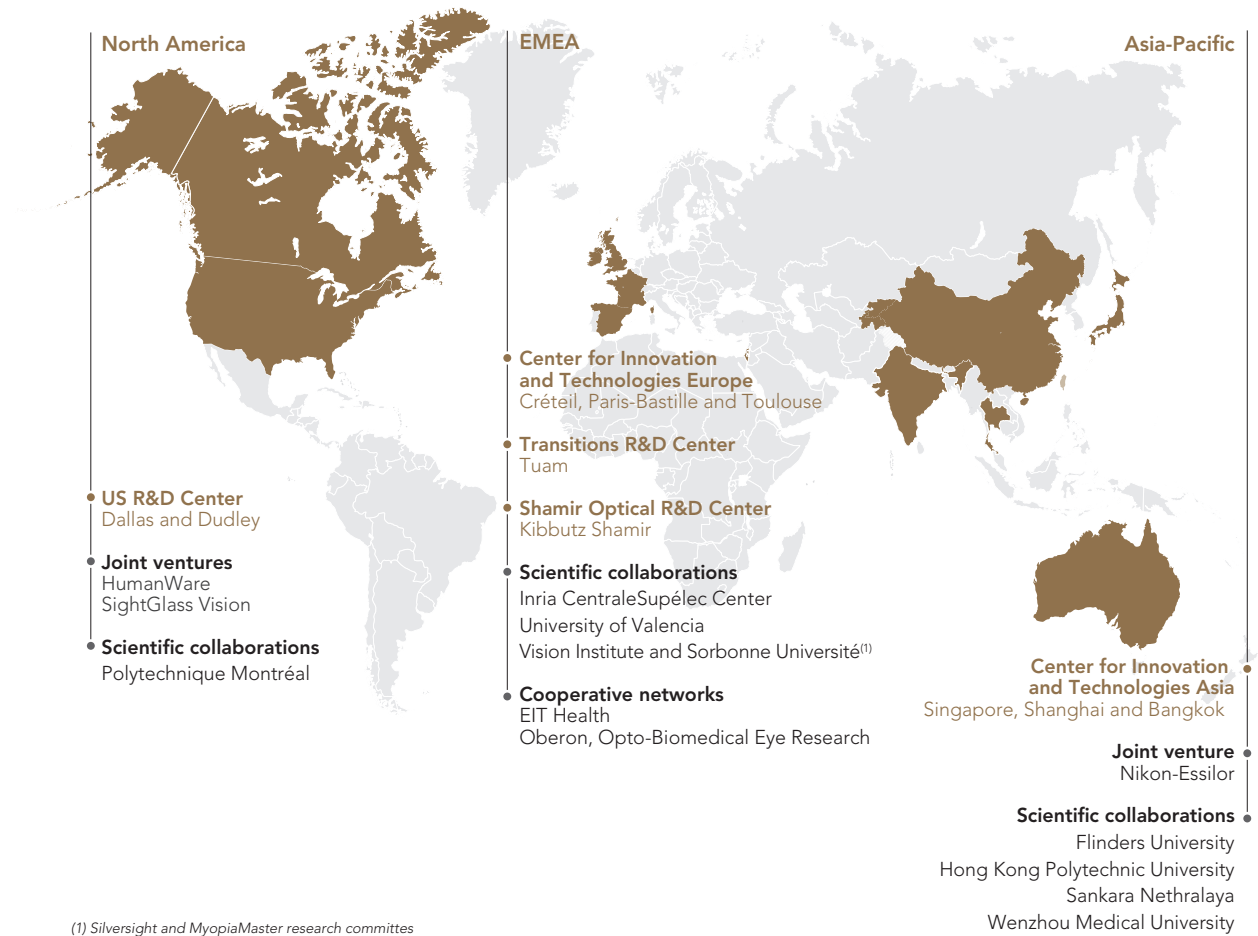 North America
US R&D Center
Dallas and Dudley
Joint ventures
HumanWare
SightGlass Vision
Scientific collaborations
Polytechnique Montréal
EMEA
Center for Innovation
and Technologies Europe
Créteil, Paris-Bastille and Toulouse
Transitions R&D Center
Tuam
Shamir Optical R&D Center
Kibbutz Shamir
Scientific collaborations
Inria CentraleSupélec Center
University of Valencia
Vision Institute and Sorbonne Université(1)
Cooperative networks
EIT Health
Oberon, Opto-Biomedical Eye Research
Asia-Pacific
Center for Innovation
and Technologies Asia
Singapore, Shanghai and Bangkok
Joint venture
Nikon-Essilor
Scientific collaborations
Flinders University
Hong Kong Polytechnic University
Sankara Nethralaya
Wenzhou Medical University
(1) Silversight and MyopiaMaster research committes